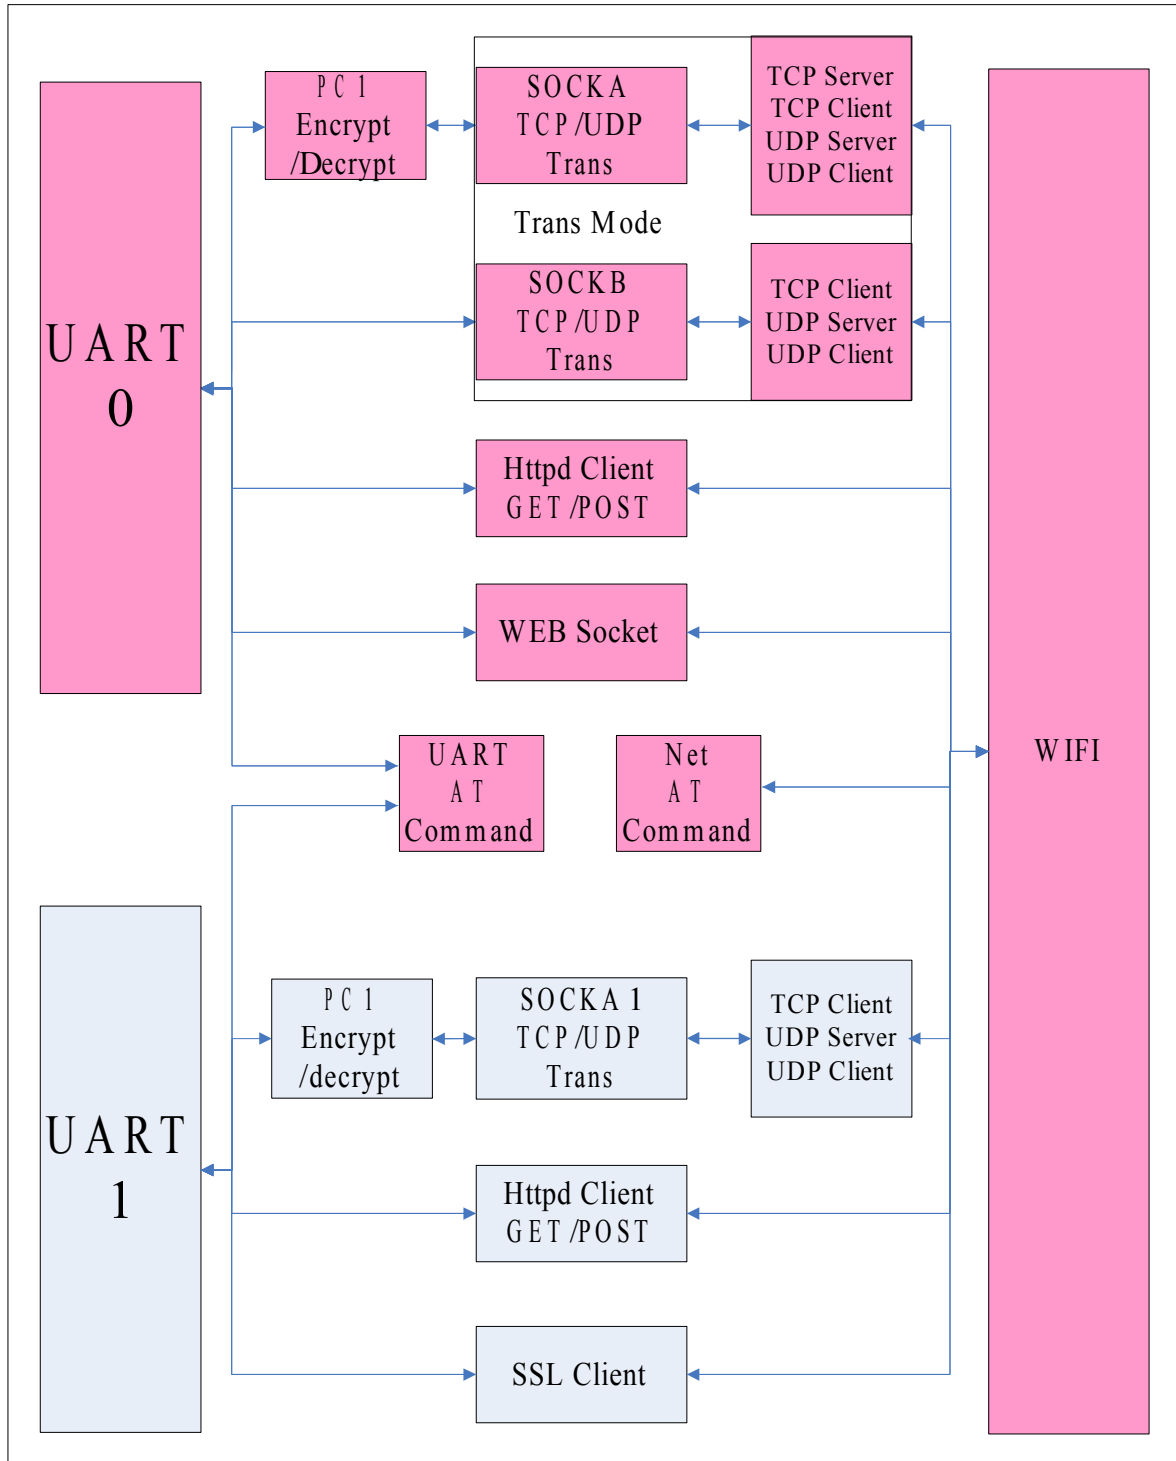 UART
0
PC1
Encrypt
/Decrypt
SOCKA
TCP/UDP
Trans
TCP Server
TCP Client
UDP Server
UDP Client
Trans Mode
SOCKB
TCP/UDP
Trans
TCP Client
UDP Server
UDP Client
Httpd Client
GET/POST
WEB Socket
UART
AT
Command
Net
AT
Command
WIFI
UART
1
PC1
Encrypt
/decrypt
SOCKA1
TCP/UDP
Trans
TCP Client
UDP Server
UDP Client
Httpd Client
GET/POST
SSL Client